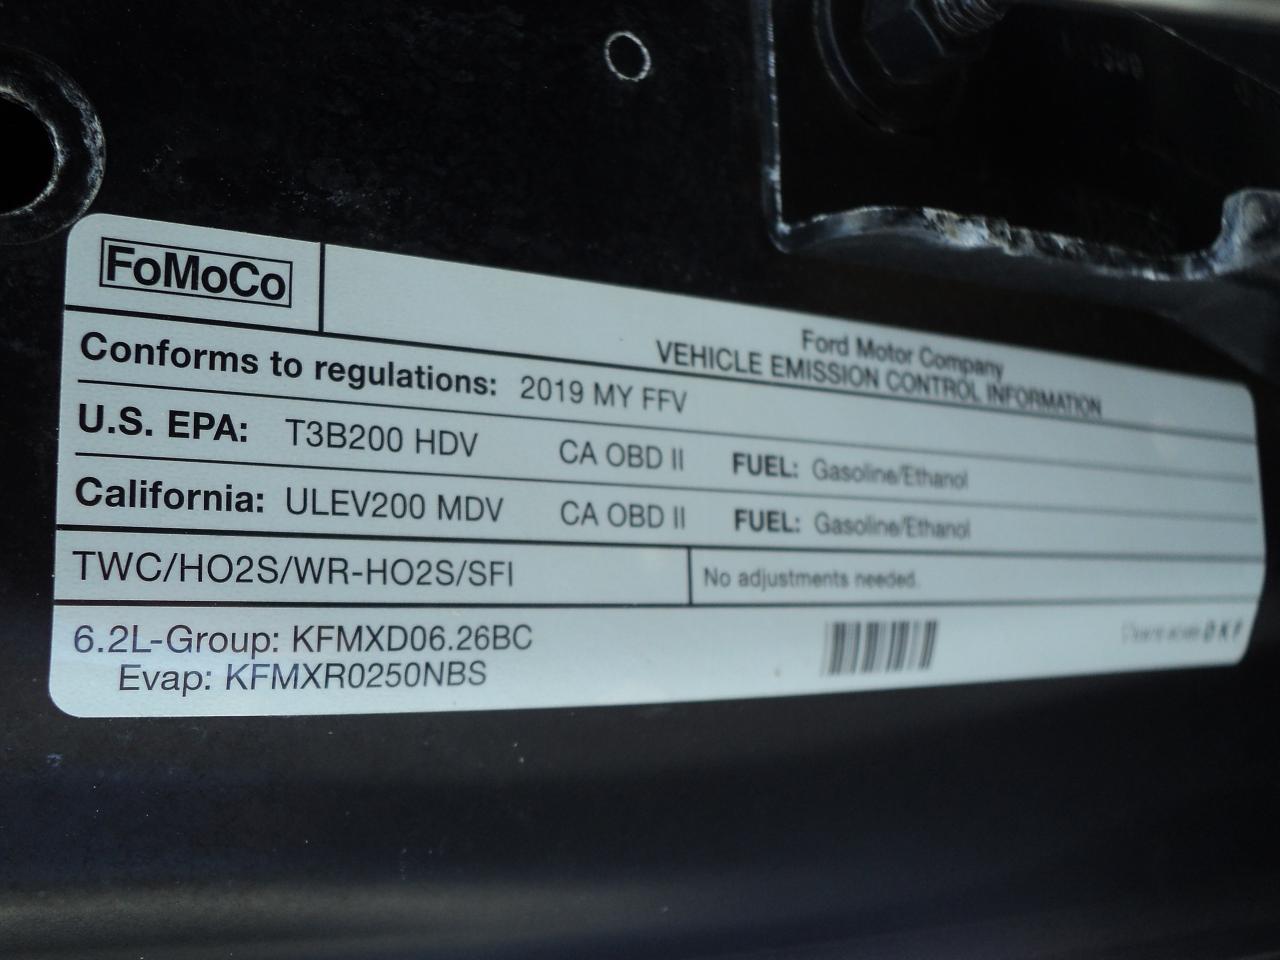 FoMoCo
Ford Motor Company
VEHICLE EMISSION CONTROL INFORMATION
Conforms to regulations: 2019 MY FFV
U.S. EPA: T3B200 HDV CA OBD II FUEL: Gasoline/Ethanol
California: ULEV200 MDV CA OBD II FUEL: Gasoline/Ethanol
TWC/HO2S/WR-HO2S/SFI No adjustments needed.
6.2L-Group: KFMXD06.26BC
Evap: KFMXR0250NBS